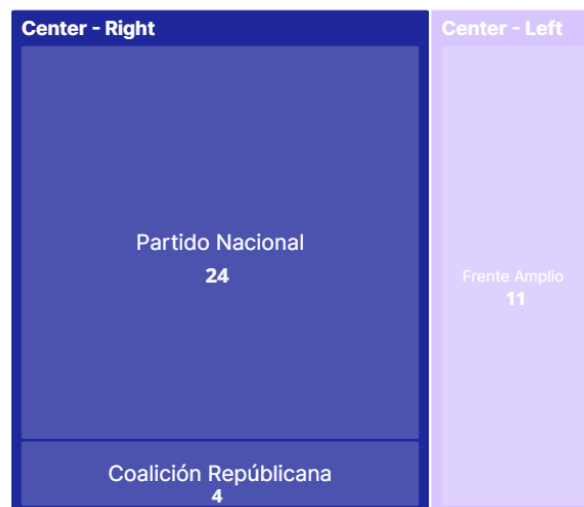 Center - Right
Partido Nacional
24
Coalición Repúblicana
4
Center - Left
Frente Amplio
11